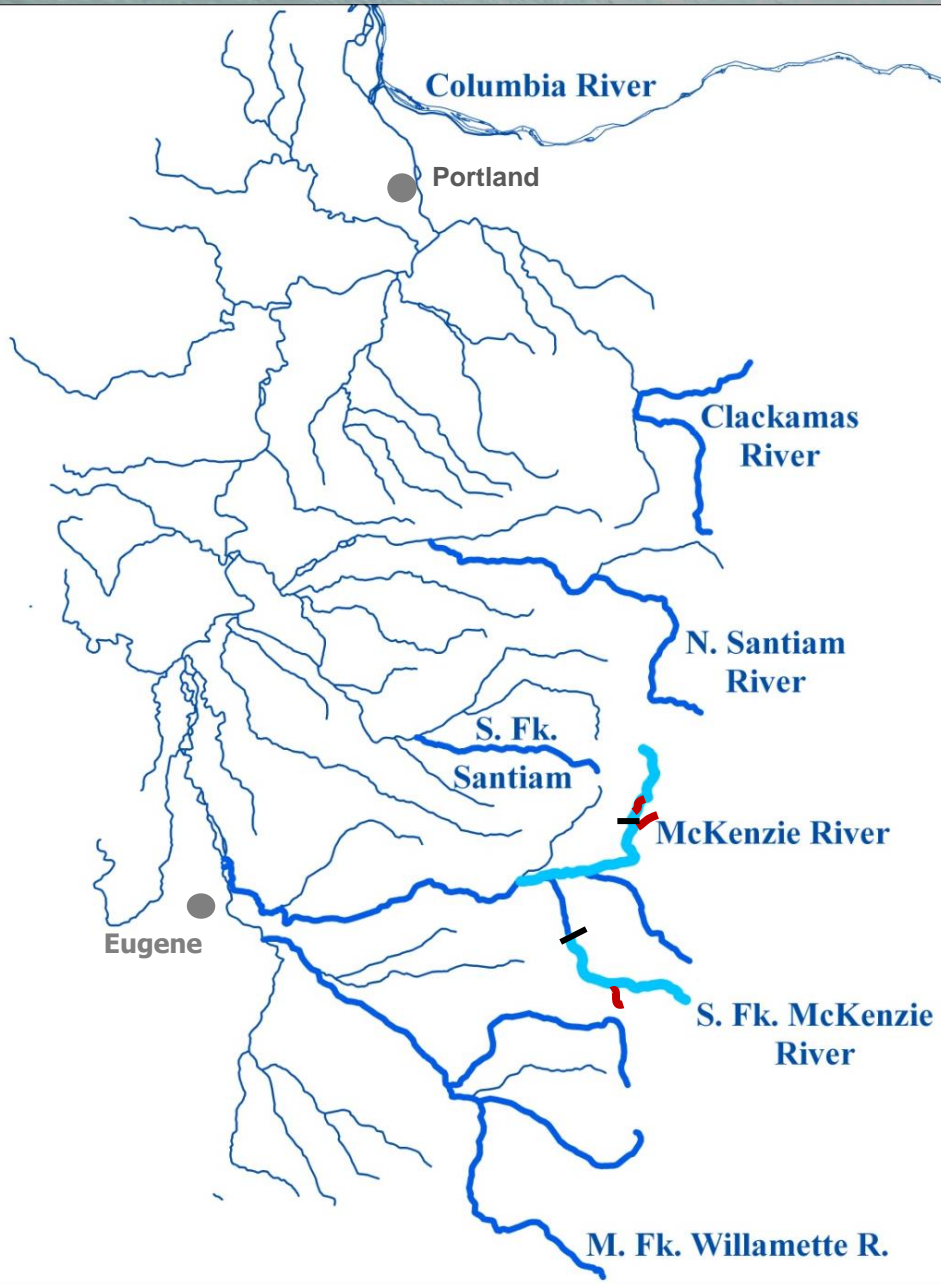 Columbia River
Portland
Clackamas
River
N. Santiam
River
S. Fk.
Santiam
McKenzie River
Eugene
S. Fk. McKenzie
River
M. Fk. Willamette R.